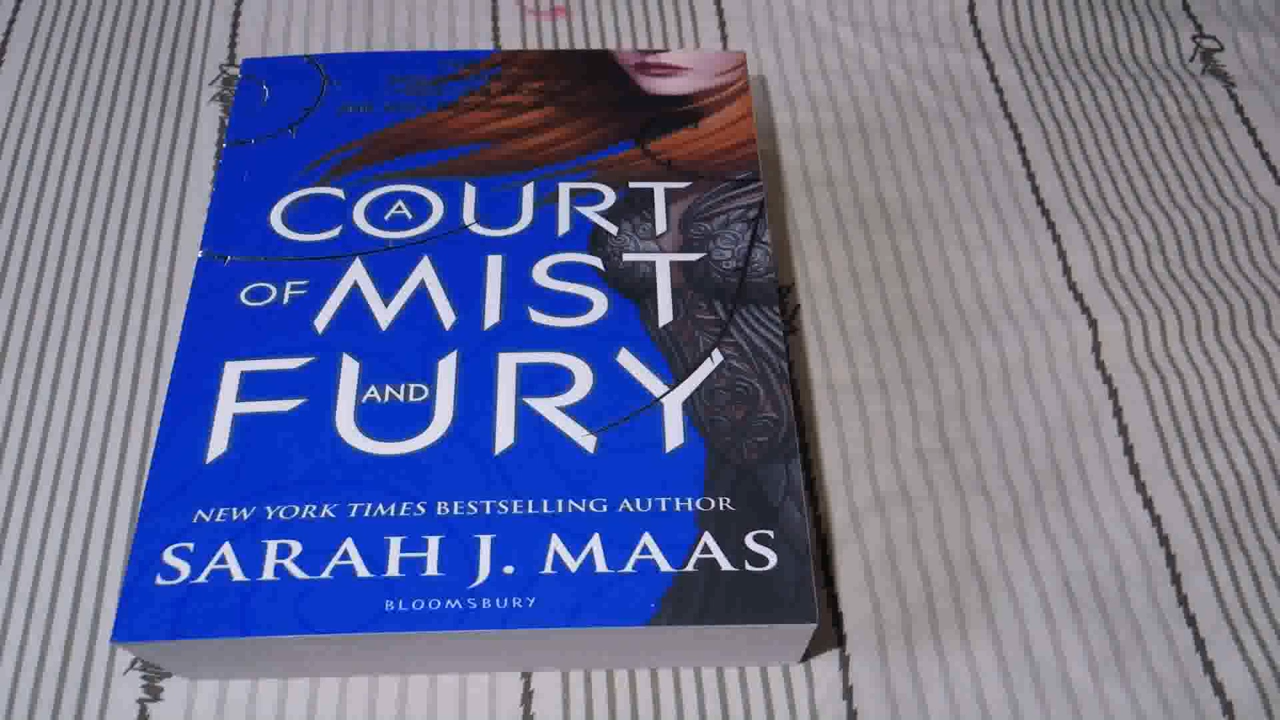 A COURT
OF MIST
AND FURY
NEW YORK TIMES BESTSELLING AUTHOR
SARAH J. MAAS
BLOOMSBURY